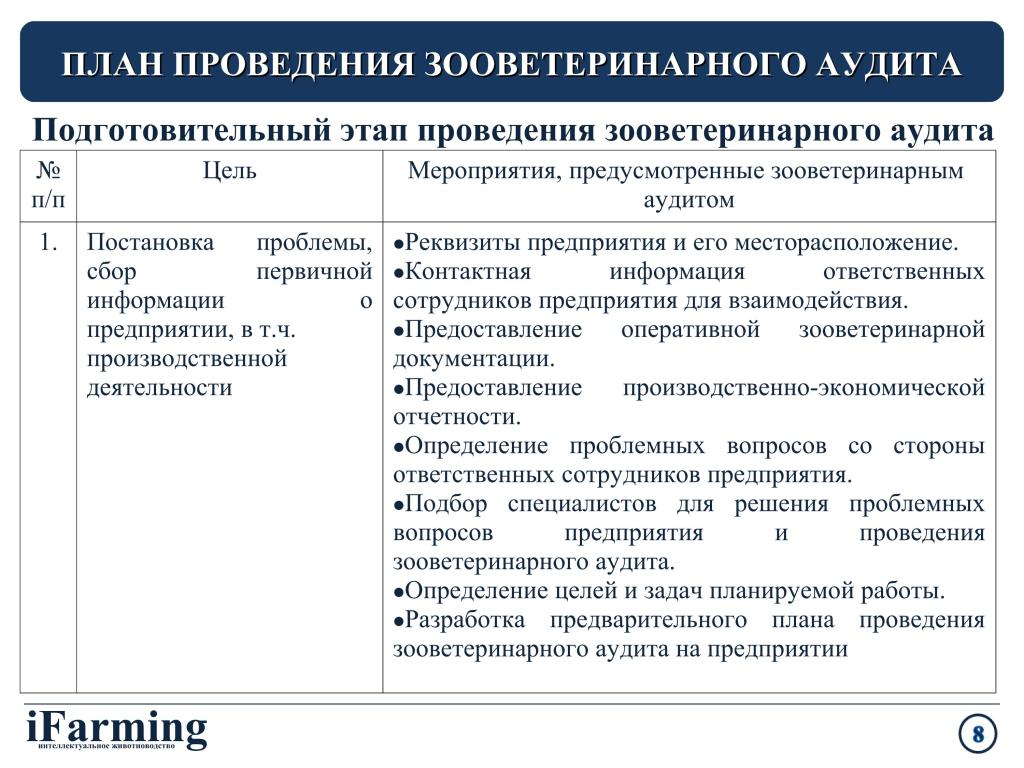 ПЛАН ПРОВЕДЕНИЯ ЗООВЕТЕРИНАРНОГО АУДИТА
Подготовительный этап проведения зооветеринарного аудита
№
п/п
Цель
Мероприятия, предусмотренные зооветеринарным
аудитом
1.
Постановка проблемы,
сбор первичной
информации о
предприятии, в т.ч.
производственной
деятельности
●Реквизиты предприятия и его месторасположение.
●Контактная информация ответственных
сотрудников предприятия для взаимодействия.
●Предоставление оперативной зооветеринарной
документации.
●Предоставление производственно-экономической
отчетности.
●Определение проблемных вопросов со стороны
ответственных сотрудников предприятия.
●Подбор специалистов для решения проблемных
вопросов предприятия и проведения
зооветеринарного аудита.
●Определение целей и задач планируемой работы.
●Разработка предварительного плана проведения
зооветеринарного аудита на предприятии
iFarming
интеллектуальное животноводство
8